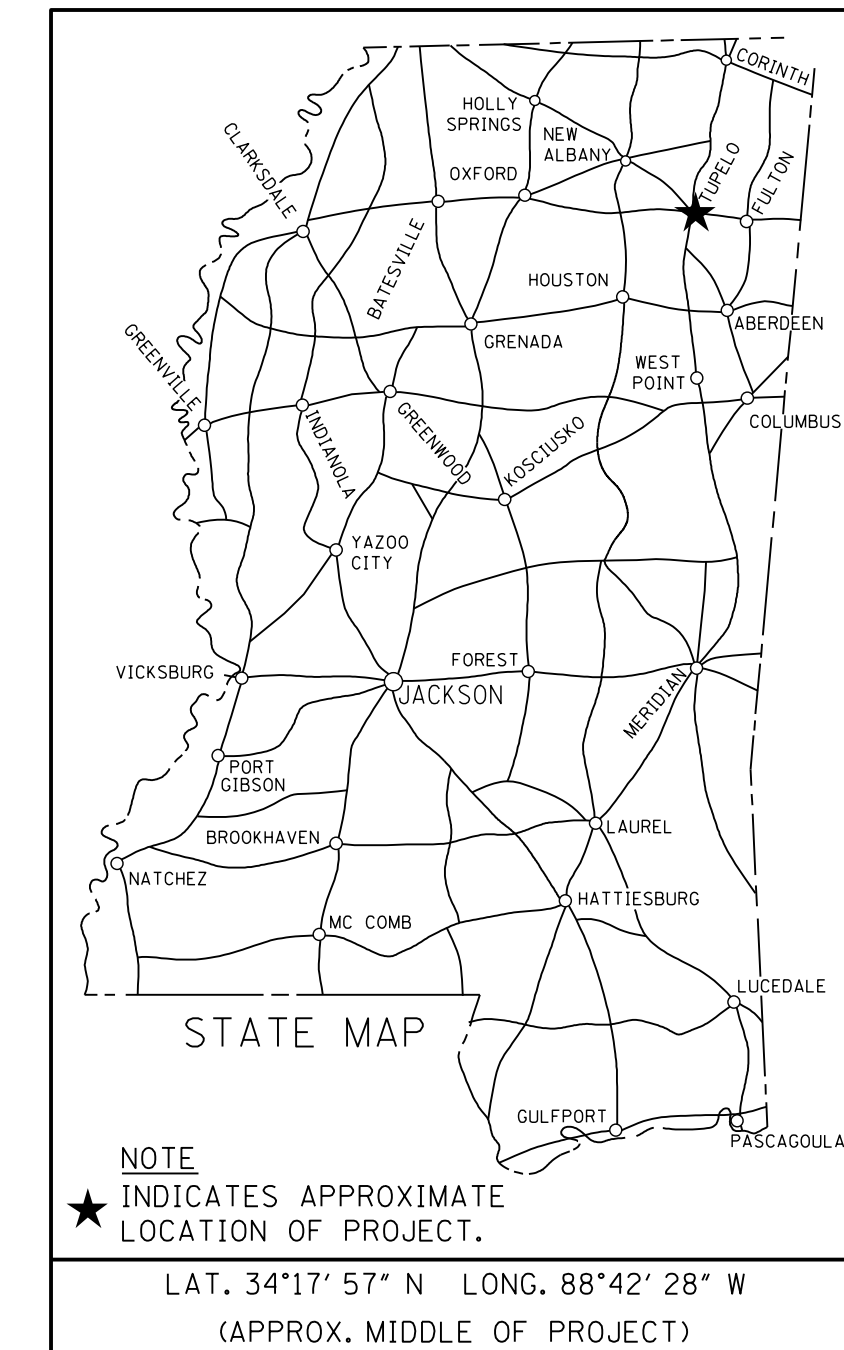 CORINTH
HOLLY
SPRINGS
NEW
ALBANY
CLARKSDALE
OXFORD
TUPELO
FULTON
BATESVILLE
HOUSTON
ABERDEEN
GRENADA
GREENVILLE
WEST
POINT
COLUMBUS
INDIANOLA
GREENWOOD
KOSCIUSKO
YAZOO
CITY
VICKSBURG
FOREST
JACKSON
MERIDIAN
PORT
GIBSON
BROOKHAVEN
LAUREL
NATCHEZ
HATTIESBURG
MC COMB
LUCEDALE
STATE MAP
GULFPORT
PASCAGOULA
NOTE
INDICATES APPROXIMATE
LOCATION OF PROJECT.
LAT. 34°17'57" N LONG. 88°42'28" W
(APPROX. MIDDLE OF PROJECT)